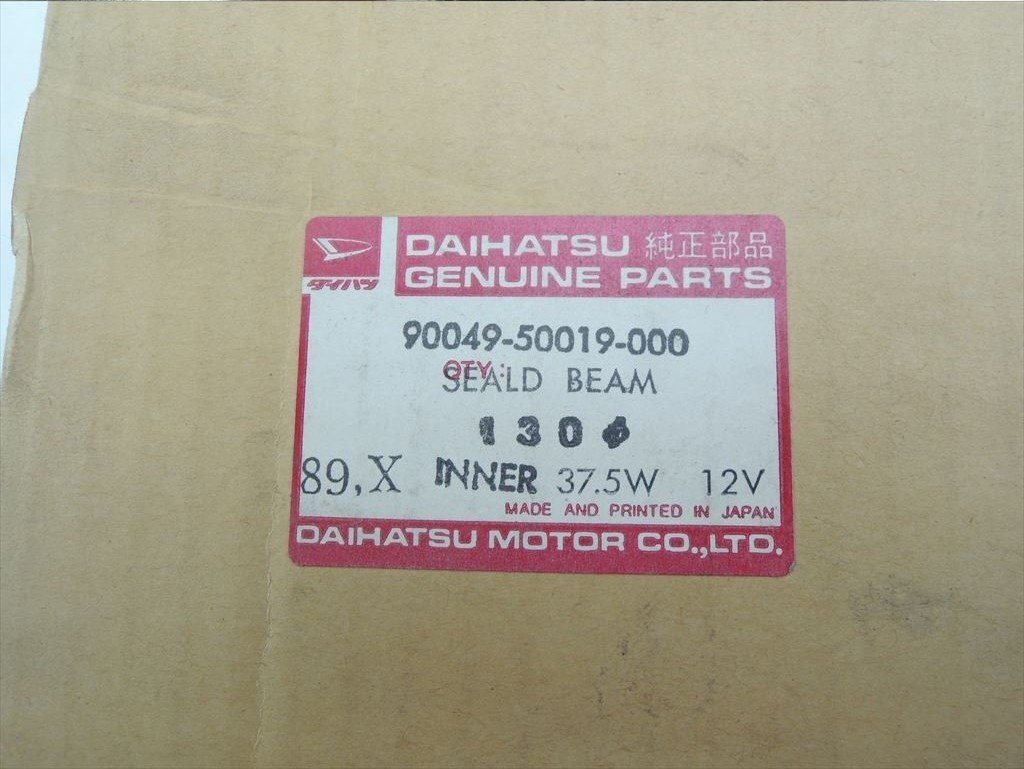 DAIHATSU 純正部品
GENUINE PARTS
ダイハツ
90049-50019-000
QTY:
SEALD BEAM
130φ
89,X INNER 37.5W 12V
MADE AND PRINTED IN JAPAN
DAIHATSU MOTOR CO.,LTD.